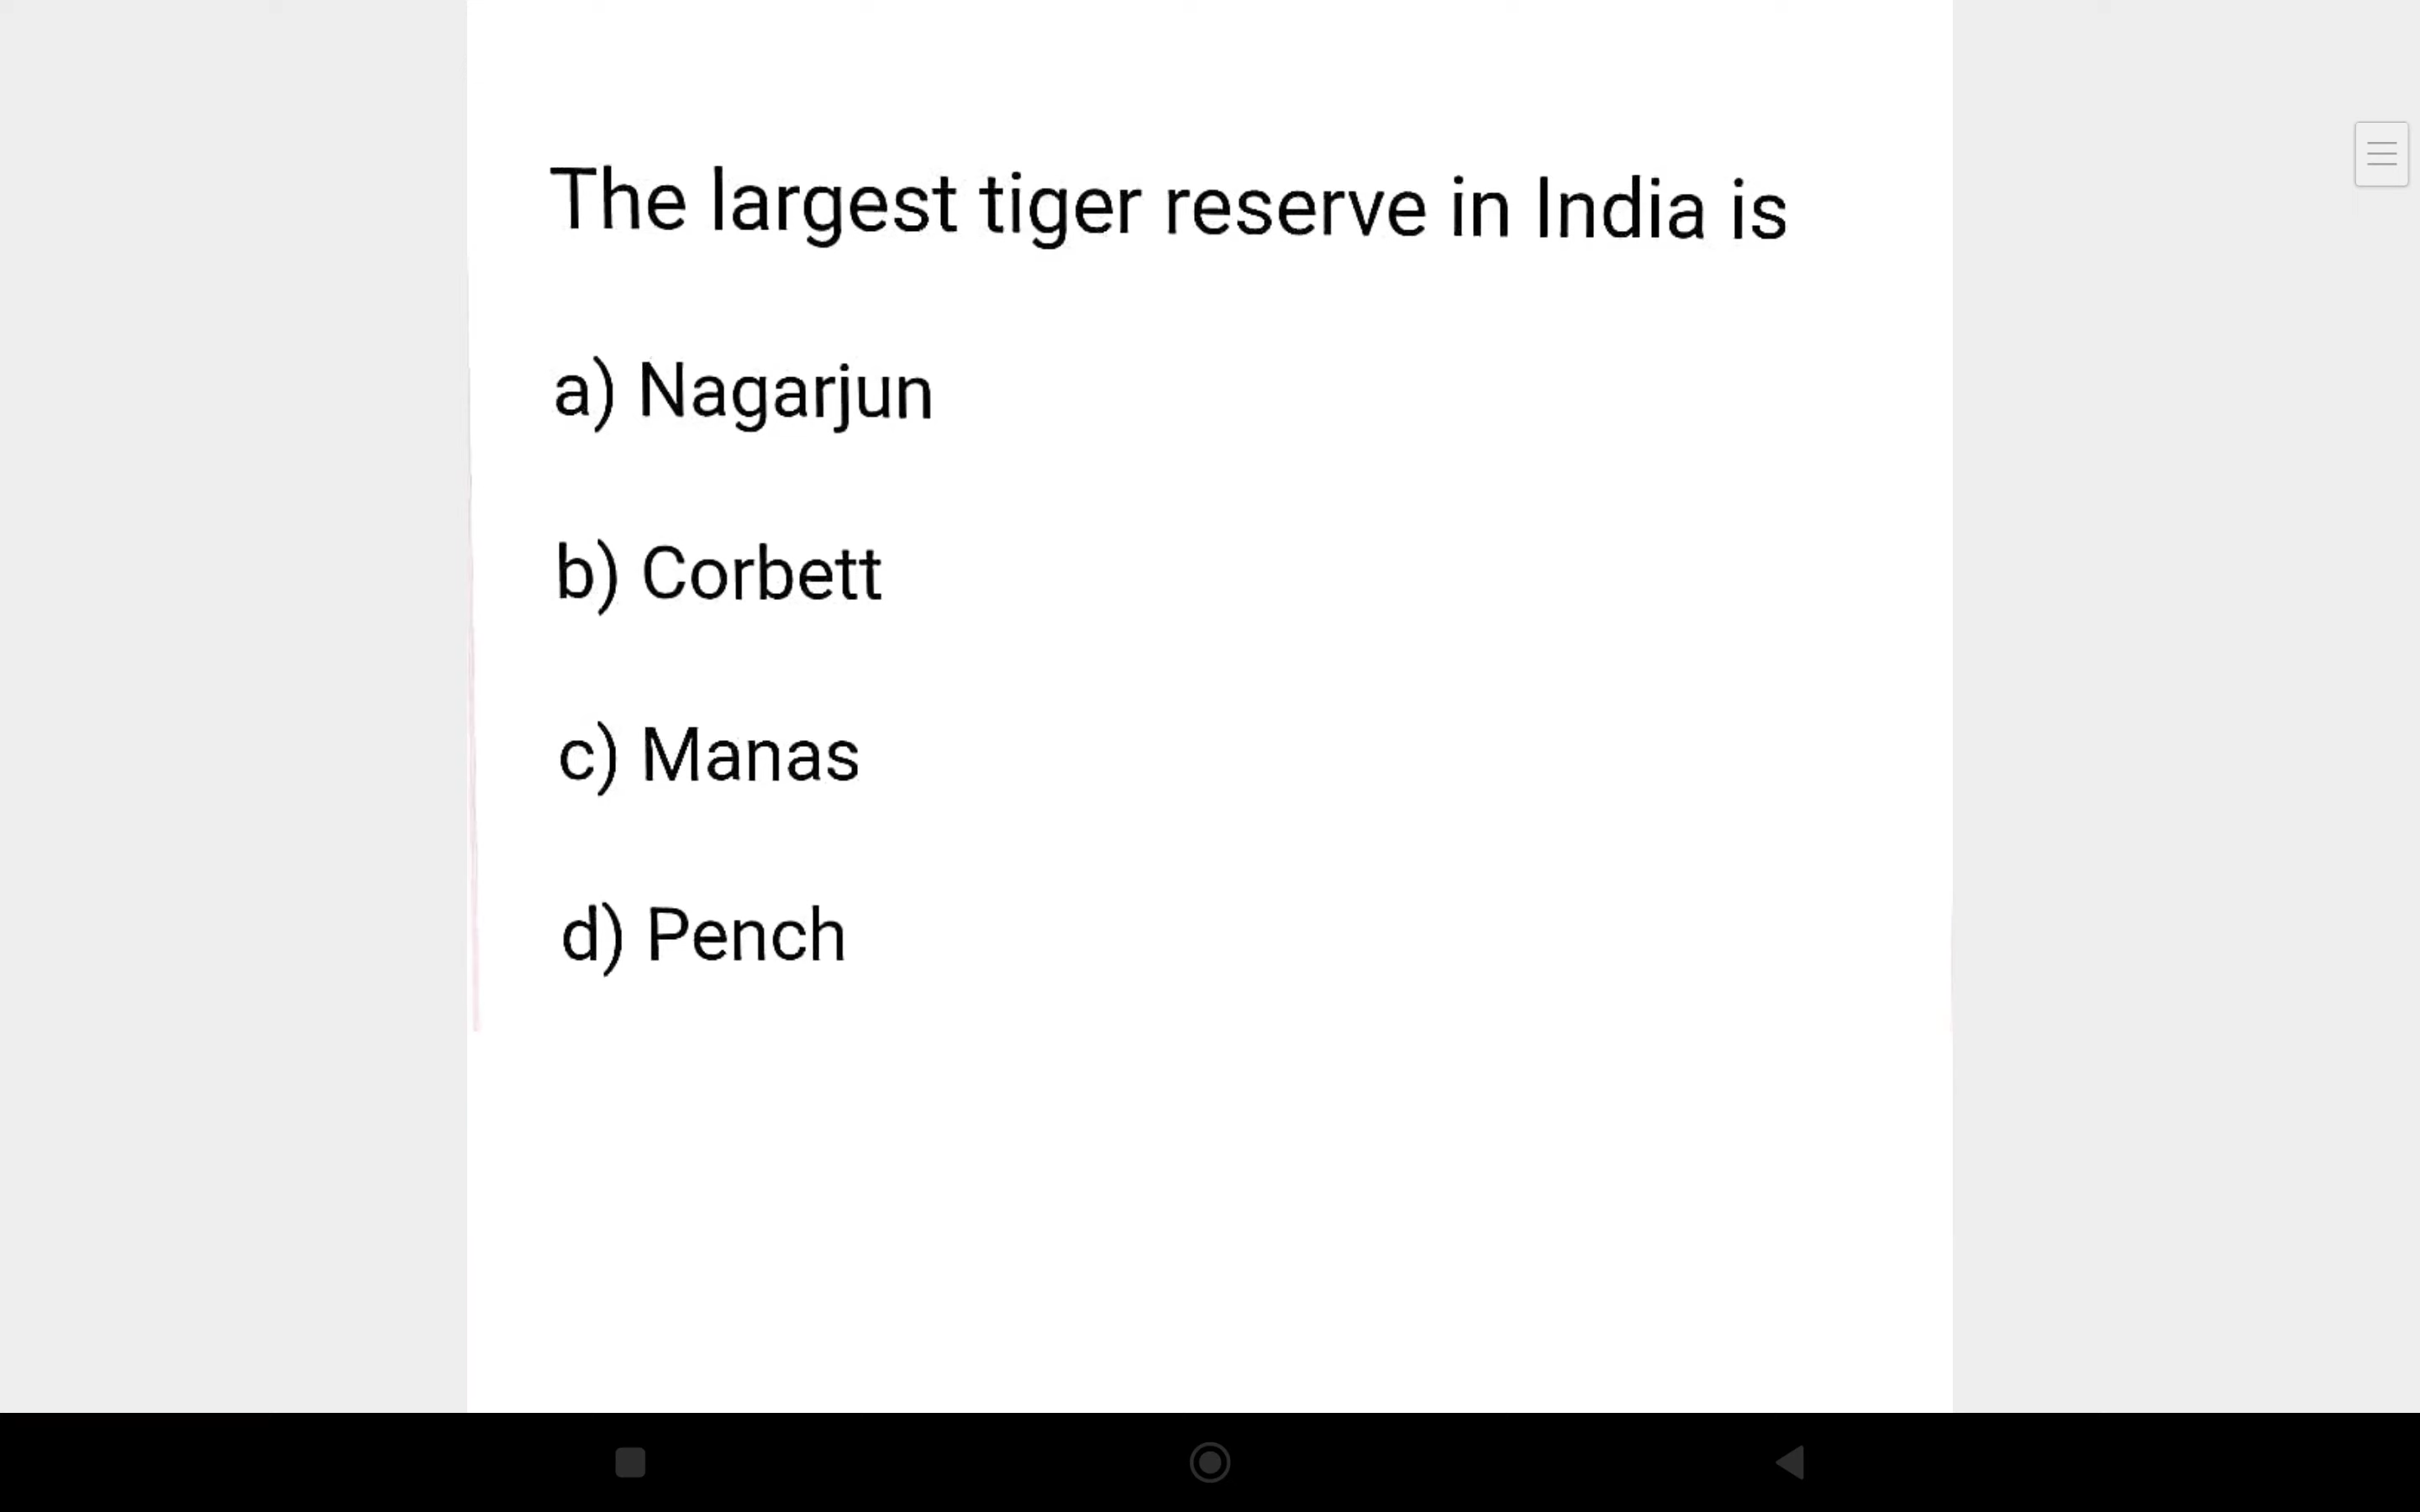 The largest tiger reserve in India is
a) Nagarjun
b) Corbett
c) Manas
d) Pench